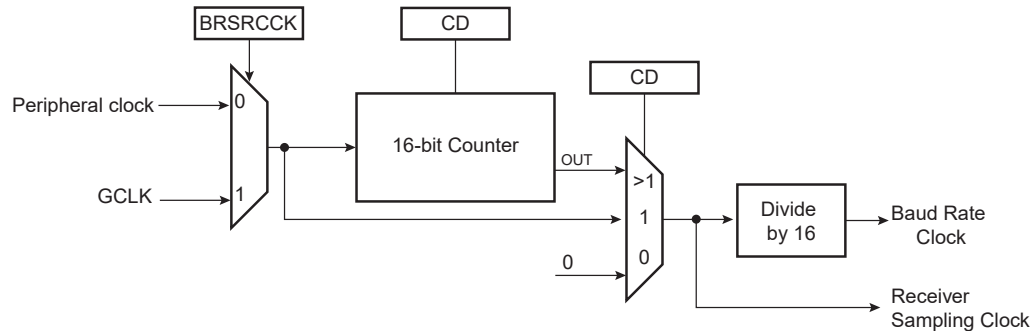 BRSRCCK
CD
CD
Peripheral clock
0
16-bit Counter
OUT
>1
GCLK
1
1
Divide
by 16
Baud Rate
Clock
0
0
Receiver
Sampling Clock